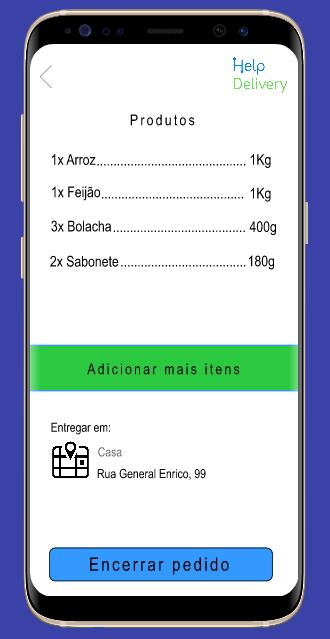 Help
Delivery
Produtos
1x Arroz.............................................. 1Kg
1x Feijão............................................ 1Kg
3x Bolacha......................................... 400g
2x Sabonete.......................................180g
Adicionar mais itens
Entregar em:
Casa
Rua General Enrico, 99
Encerrar pedido